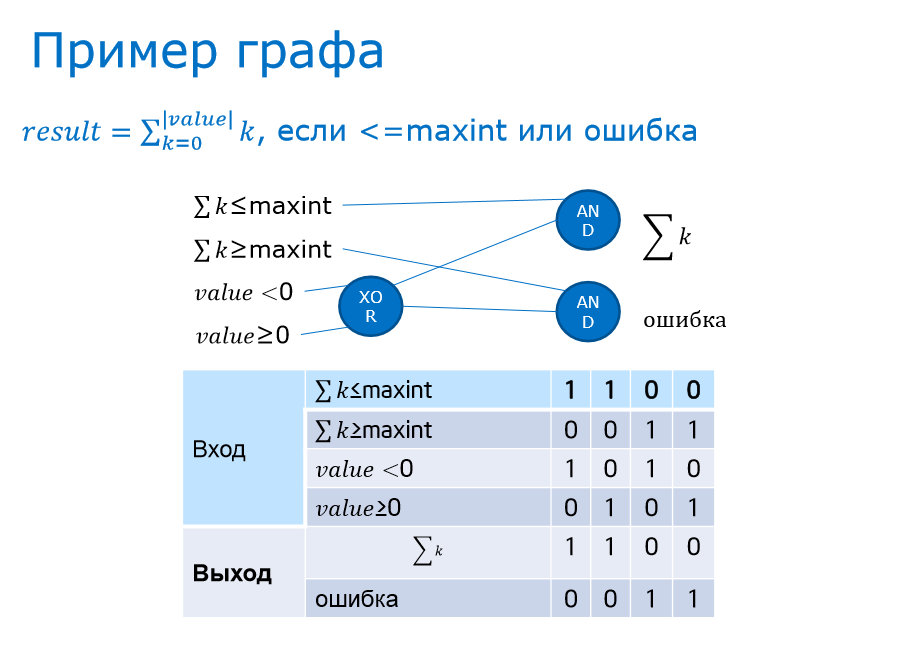 Пример графа
result = ∑_{k=0}^{|value|} k, если <=maxint или ошибка
∑ k≤maxint
∑ k≥maxint
value <0
value≥0
XO
R
AN
D
AN
D
∑ k
ошибка
Вход
∑ k≤maxint 1 1 0 0
∑ k≥maxint 0 0 1 1
value <0 1 0 1 0
value≥0 0 1 0 1
Выход
∑ k 1 1 0 0
ошибка 0 0 1 1